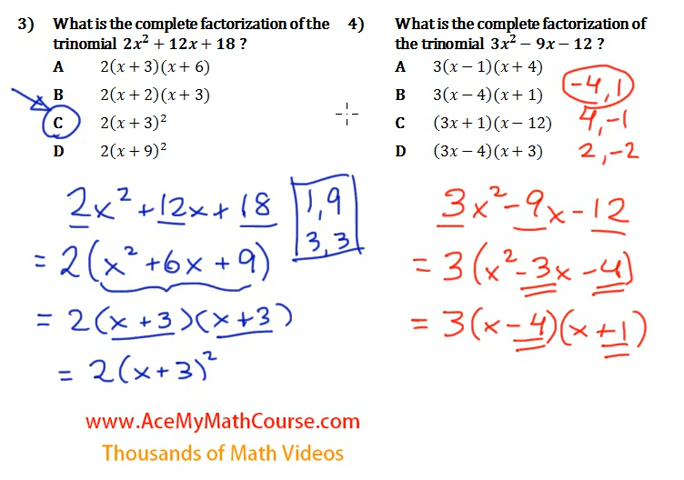 3) What is the complete factorization of the trinomial 2x² + 12x + 18 ?
A 2(x + 3)(x + 6)
B 2(x + 2)(x + 3)
C 2(x + 3)²
D 2(x + 9)²
2x² + 12x + 18
1, 9
3, 3
= 2(x² + 6x + 9)
= 2(x + 3)(x + 3)
= 2(x + 3)²
4) What is the complete factorization of the trinomial 3x² − 9x − 12 ?
A 3(x − 1)(x + 4)
B 3(x − 4)(x + 1)
C (3x + 1)(x − 12)
D (3x − 4)(x + 3)
-4, 1
4, -1
2, -2
3x² - 9x - 12
= 3(x² - 3x - 4)
= 3(x - 4)(x + 1)
www.AceMyMathCourse.com
Thousands of Math Videos